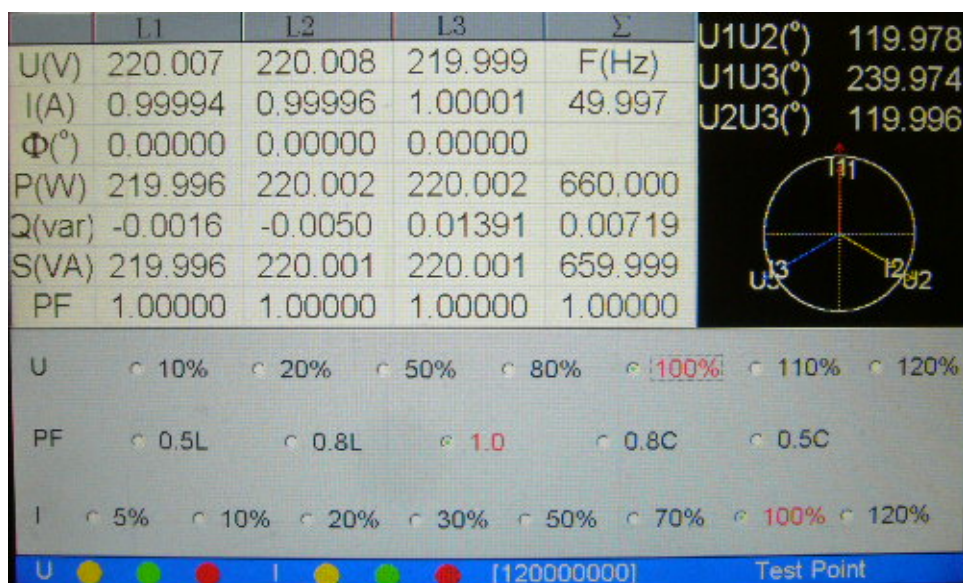 L1 L2 L3 Σ
U(V) 220.007 220.008 219.999 F(Hz)
I(A) 0.99994 0.99996 1.00001 49.997
Φ(°) 0.00000 0.00000 0.00000
P(W) 219.996 220.002 220.002 660.000
Q(var) -0.0016 -0.0050 0.01391 0.00719
S(VA) 219.996 220.001 220.001 659.999
PF 1.00000 1.00000 1.00000 1.00000
U1U2(°) 119.978
U1U3(°) 239.974
U2U3(°) 119.996
U3 I3 I2 U2
U 10% 20% 50% 80% 100% 110% 120%
PF 0.5L 0.8L 1.0 0.8C 0.5C
I 5% 10% 20% 30% 50% 70% 100% 120%
U I [120000000] Test Point